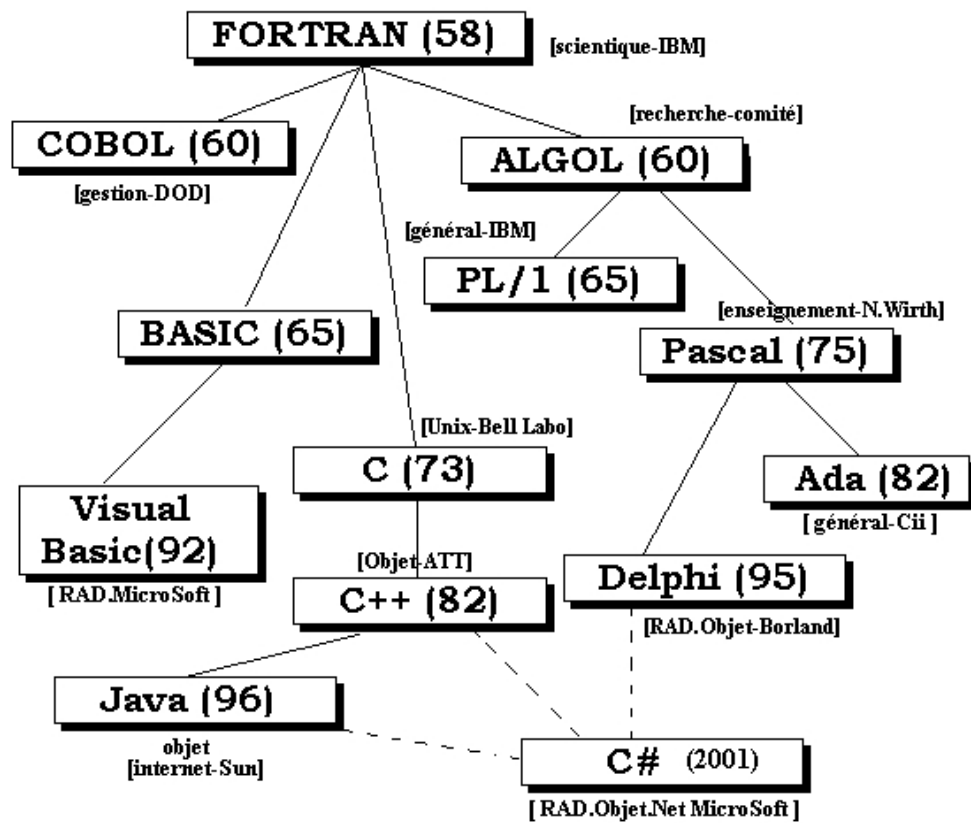 FORTRAN (58)
[scientique-IBM]
[recherche-comité]
COBOL (60)
ALGOL (60)
[gestion-DOD]
[général-IBM]
PL/1 (65)
[enseignement-N.Wirth]
BASIC (65)
Pascal (75)
[Unix-Bell Labo]
C (73)
Ada (82)
[ général-Cii ]
Visual
Basic(92)
[ RAD.MicroSoft ]
[Objet-ATT]
C++ (82)
Delphi (95)
[RAD.Objet-Borland]
Java (96)
objet
[internet-Sun]
C# (2001)
[ RAD.Objet.Net MicroSoft ]